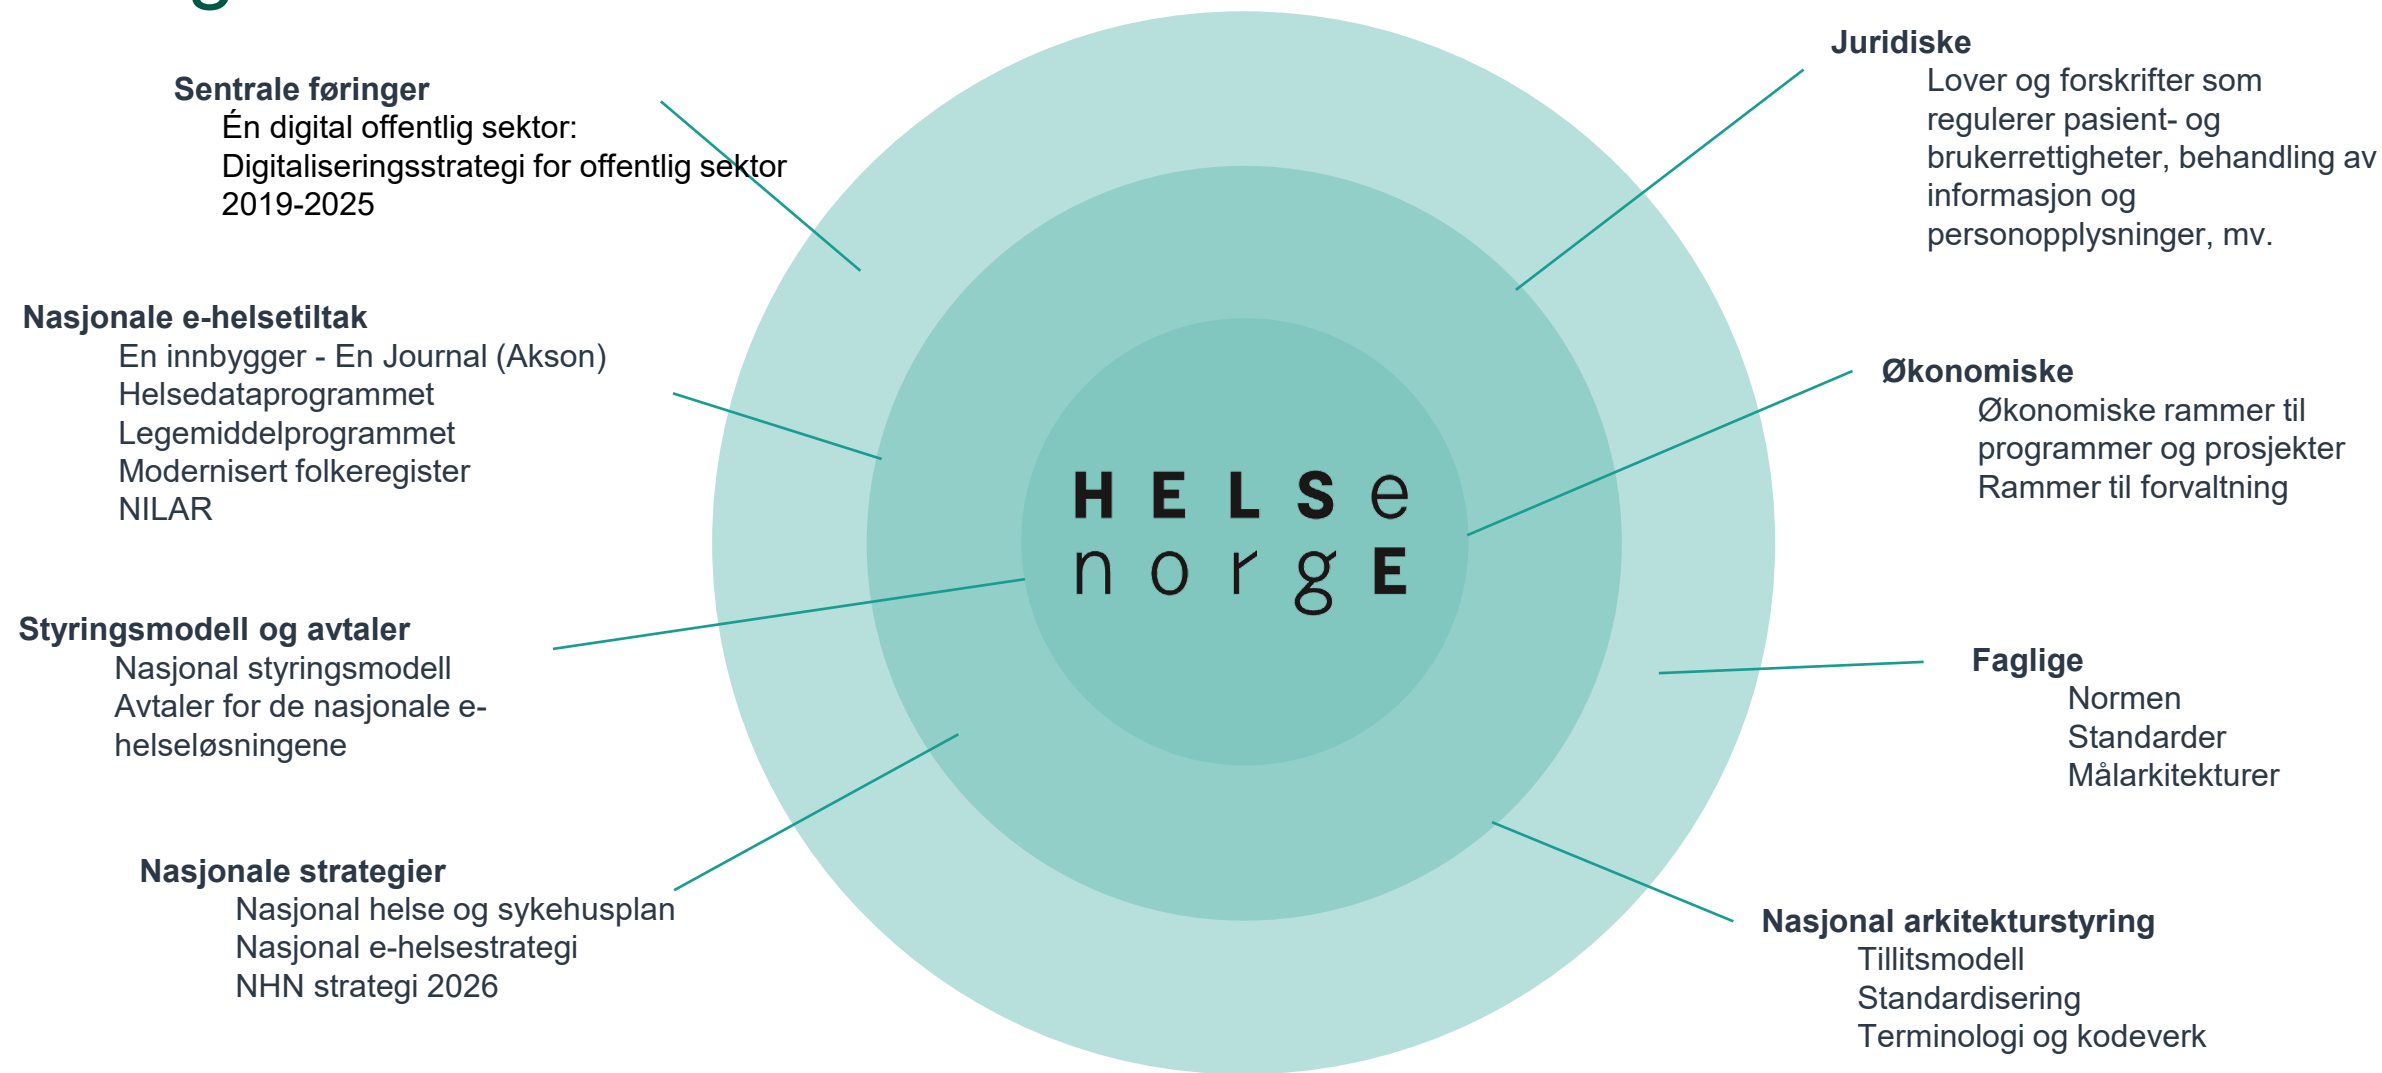 Sentrale føringer
Én digital offentlig sektor:
Digitaliseringsstrategi for offentlig sektor
2019-2025
Nasjonale e-helsetiltak
En innbygger - En Journal (Akson)
Helsedataprogrammet
Legemiddelprogrammet
Modernisert folkeregister
NILAR
Styringsmodell og avtaler
Nasjonal styringsmodell
Avtaler for de nasjonale e-
helseløsningene
Nasjonale strategier
Nasjonal helse og sykehusplan
Nasjonal e-helsestrategi
NHN strategi 2026
HELSe
norgE
Juridiske
Lover og forskrifter som
regulerer pasient- og
brukerrettigheter, behandling av
informasjon og
personopplysninger, mv.
Økonomiske
Økonomiske rammer til
programmer og prosjekter
Rammer til forvaltning
Faglige
Normen
Standarder
Målarkitekturer
Nasjonal arkitekturstyring
Tillitsmodell
Standardisering
Terminologi og kodeverk